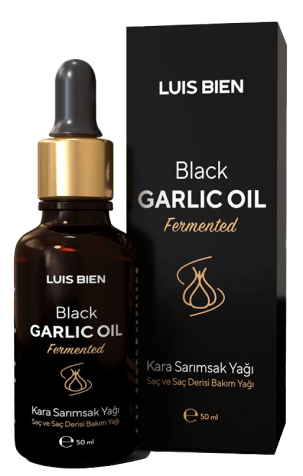 LUIS BIEN
Black
GARLIC OIL
Fermented
Kara Sarımsak Yağı
Saç ve Saç Derisi Bakım Yağı
℮ 50 ml
LUIS BIEN
Black
GARLIC OIL
Fermented
Kara Sarımsak Yağı
Saç ve Saç Derisi Bakım Yağı
℮ 50 ml